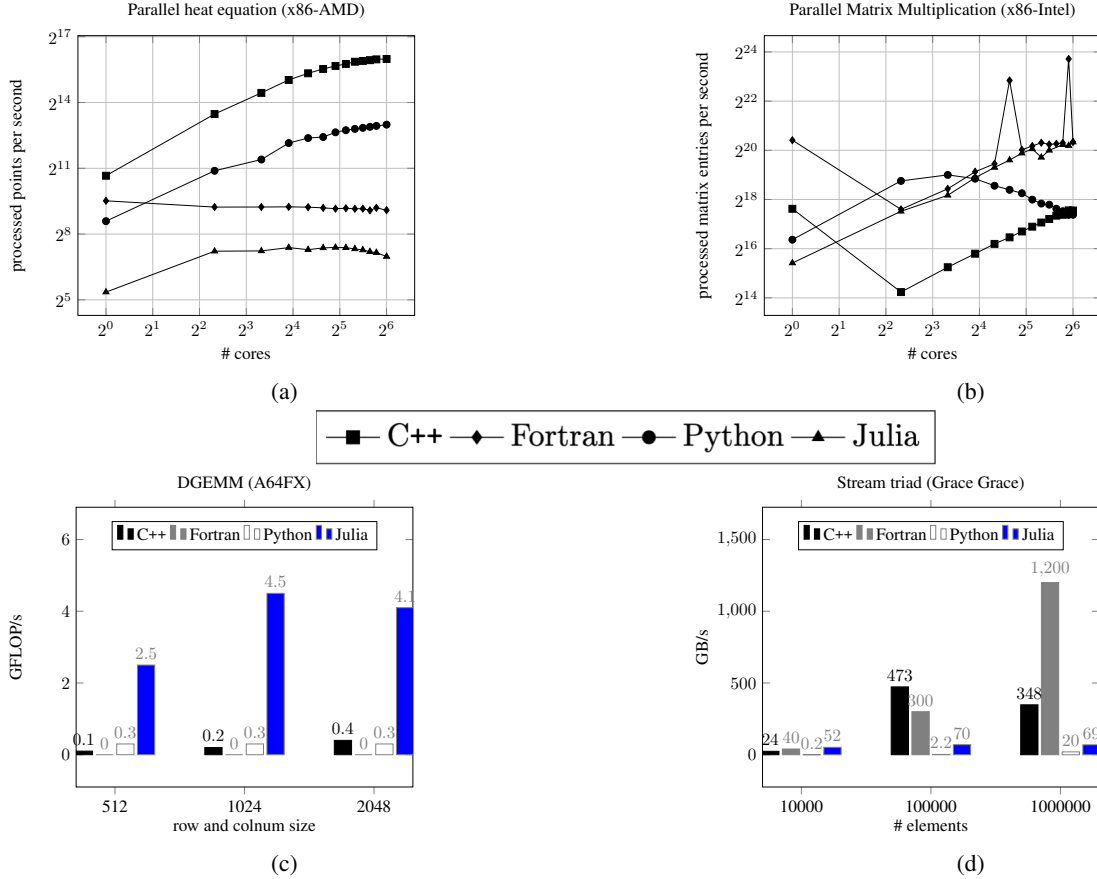 Parallel heat equation (x86-AMD)
2^17
2^14
2^11
2^8
2^5
processed points per second
2^0 2^1 2^2 2^3 2^4 2^5 2^6
# cores
(a)
Parallel Matrix Multiplication (x86-Intel)
2^24
2^22
2^20
2^18
2^16
2^14
processed matrix entries per second
2^0 2^1 2^2 2^3 2^4 2^5 2^6
# cores
(b)
C++ Fortran Python Julia
DGEMM (A64FX)
C++ Fortran Python Julia
6
4
2
0
GFLOP/s
0.1 0 0.3 2.5
0.2 0 0.3 4.5
0.4 0 0.3 4.1
512 1024 2048
row and colnum size
(c)
Stream triad (Grace Grace)
C++ Fortran Python Julia
1,500
1,000
500
0
GB/s
24 40 0.2 52
473 300 2.2 70
348 1,200 20 69
10000 100000 1000000
# elements
(d)